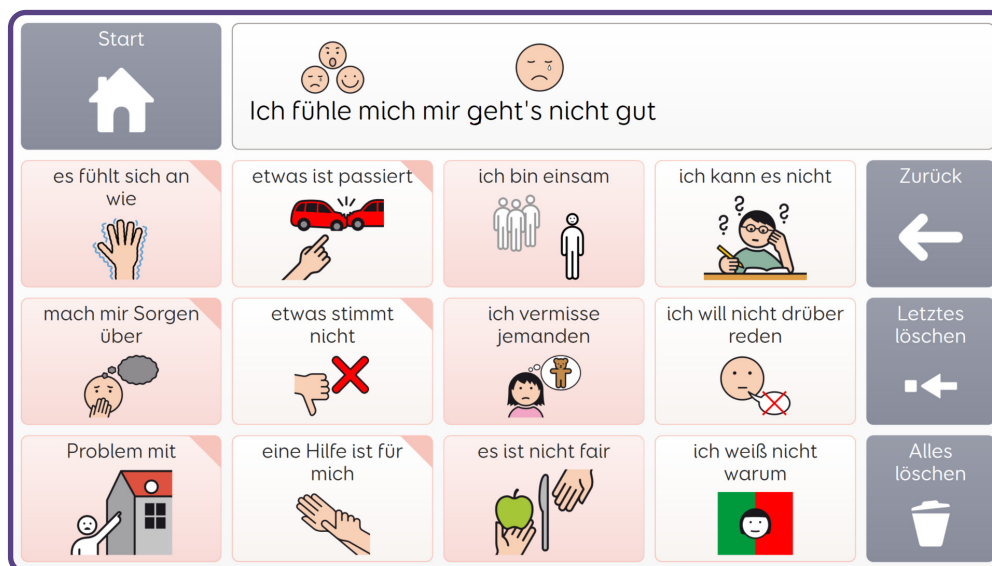 Start
Ich fühle mich mir geht's nicht gut
es fühlt sich an
wie
etwas ist passiert
ich bin einsam
ich kann es nicht
Zurück
mach mir Sorgen
über
etwas stimmt
nicht
ich vermisse
jemanden
ich will nicht drüber
reden
Letztes
löschen
Problem mit
eine Hilfe ist für
mich
es ist nicht fair
ich weiß nicht
warum
Alles
löschen